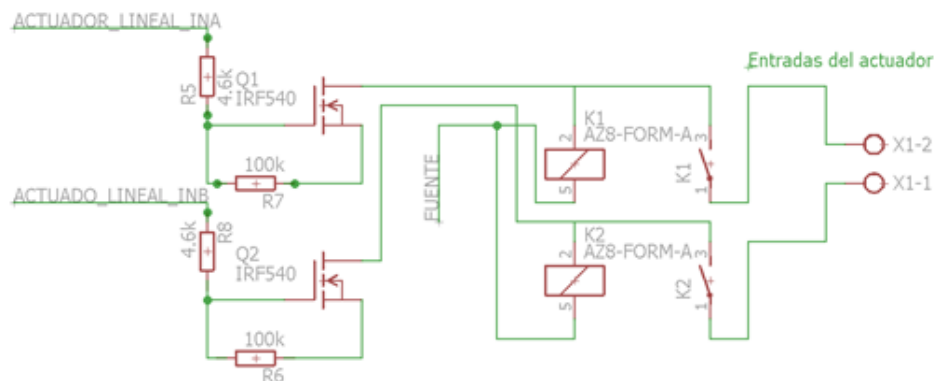 ACTUADOR_LINEAL_INA
R5
4.6k
Q1
IRF540
100k
R7
ACTUADO_LINEAL_INB
4.6k
R8
Q2
IRF540
100k
R6
FUENTE
K1
AZ8-FORM-A
2
5
K1
3
1
K2
AZ8-FORM-A
2
5
K2
3
1
Entradas del actuador
X1-2
X1-1